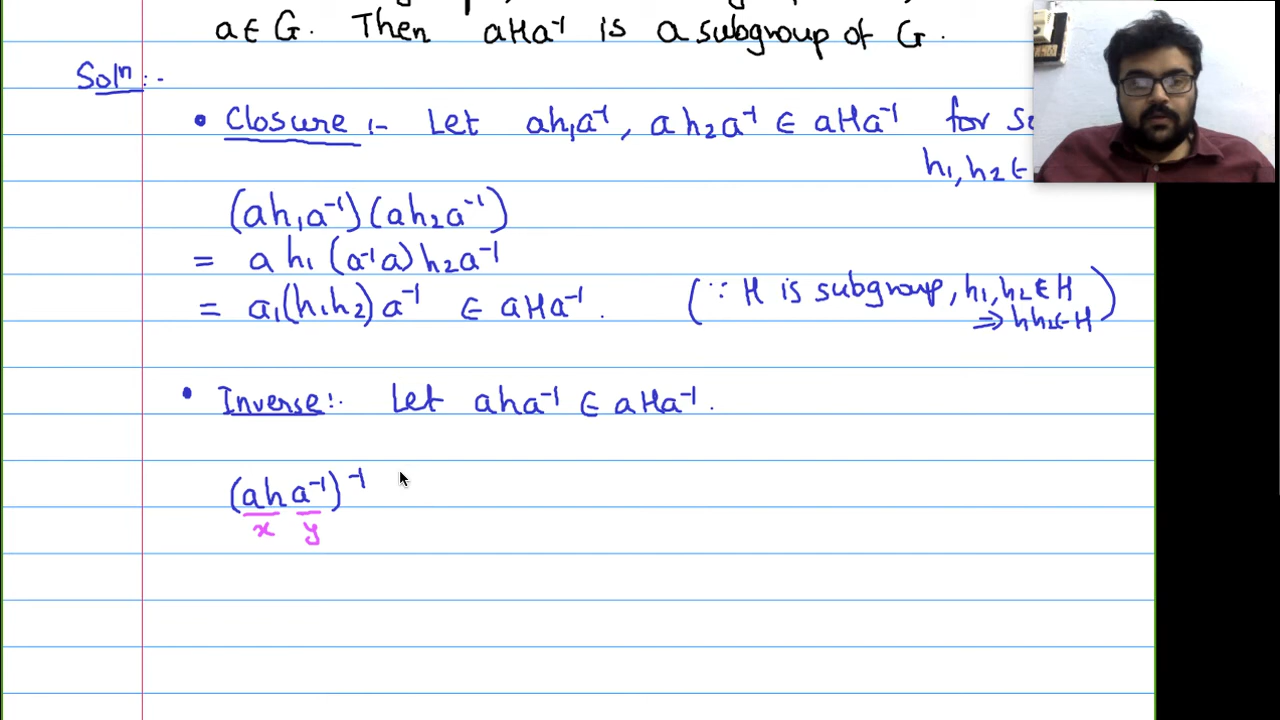 a ∈ G. Then aHa⁻¹ is a subgroup of G.
Solⁿ:-
• Closure :- Let ah₁a⁻¹, ah₂a⁻¹ ∈ aHa⁻¹ for
h₁, h₂ ∈
(ah₁a⁻¹)(ah₂a⁻¹)
= ah₁(a⁻¹a)h₂a⁻¹
= a₁(h₁h₂)a⁻¹ ∈ aHa⁻¹. (∵ H is subgroup, h₁, h₂ ∈ H
⇒ h₁h₂ ∈ H)
• Inverse:- Let aha⁻¹ ∈ aHa⁻¹.
(aha⁻¹)⁻¹
x y